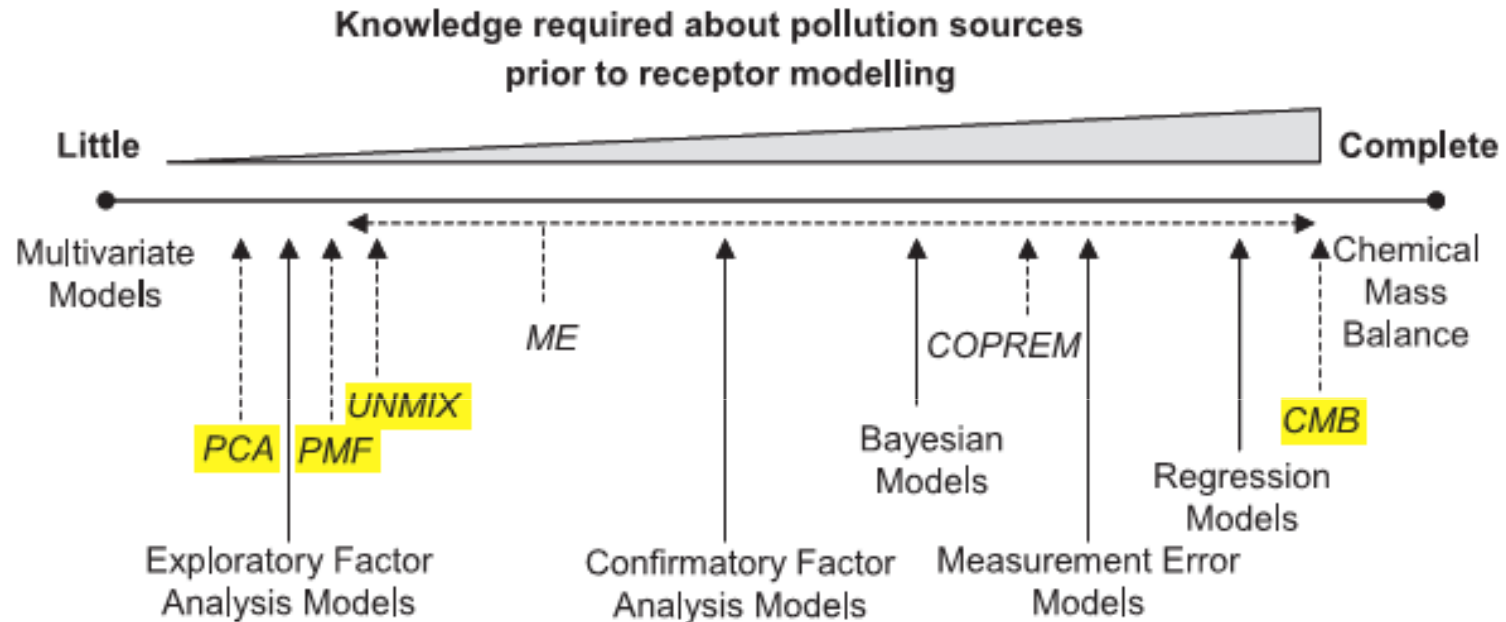 Knowledge required about pollution sources
prior to receptor modelling
Little
Complete
Multivariate
Models
Chemical
Mass
Balance
ME
COPREM
UNMIX
CMB
PCA
PMF
Bayesian
Models
Regression
Models
Exploratory Factor
Analysis Models
Confirmatory Factor
Analysis Models
Measurement Error
Models